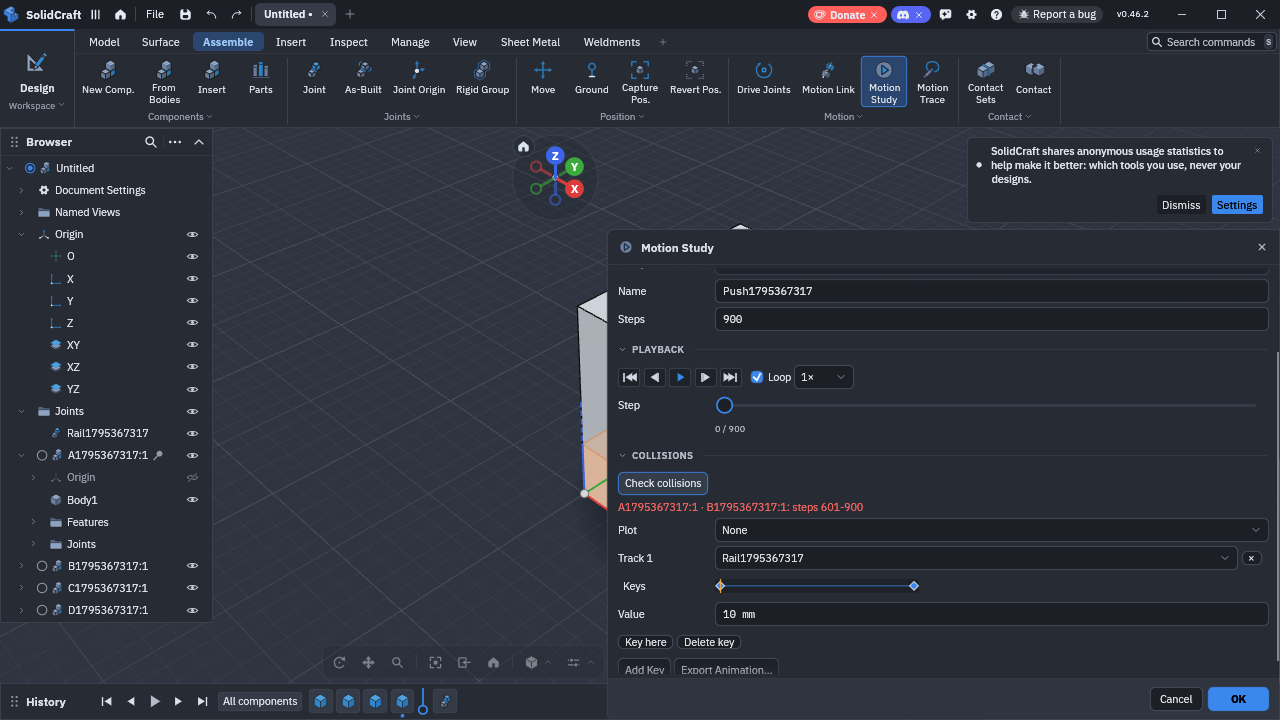 SolidCraft
File
Untitled •
Donate
Report a bug
v0.46.2
Design
Workspace
Model
Surface
Assemble
Insert
Inspect
Manage
View
Sheet Metal
Weldments
Search commands
S
New Comp.
From Bodies
Insert
Parts
Components
Joint
As-Built
Joint Origin
Rigid Group
Joints
Move
Ground
Capture Pos.
Revert Pos.
Position
Drive Joints
Motion Link
Motion Study
Motion Trace
Motion
Contact Sets
Contact
Contact
Browser
Untitled
Document Settings
Named Views
Origin
O
X
Y
Z
XY
XZ
YZ
Joints
Rail1795367317
A1795367317:1
Origin
Body1
Features
Joints
B1795367317:1
C1795367317:1
D1795367317:1
Z
Y
X
SolidCraft shares anonymous usage statistics to
help make it better: which tools you use, never your
designs.
Dismiss
Settings
Motion Study
Name
Push1795367317
Steps
900
PLAYBACK
Loop
1×
Step
0 / 900
COLLISIONS
Check collisions
A1795367317:1 · B1795367317:1: steps 601-900
Plot
None
Track 1
Rail1795367317
Keys
Value
10 mm
Key here
Delete key
Add Key
Export Animation...
Cancel
OK
History
All components